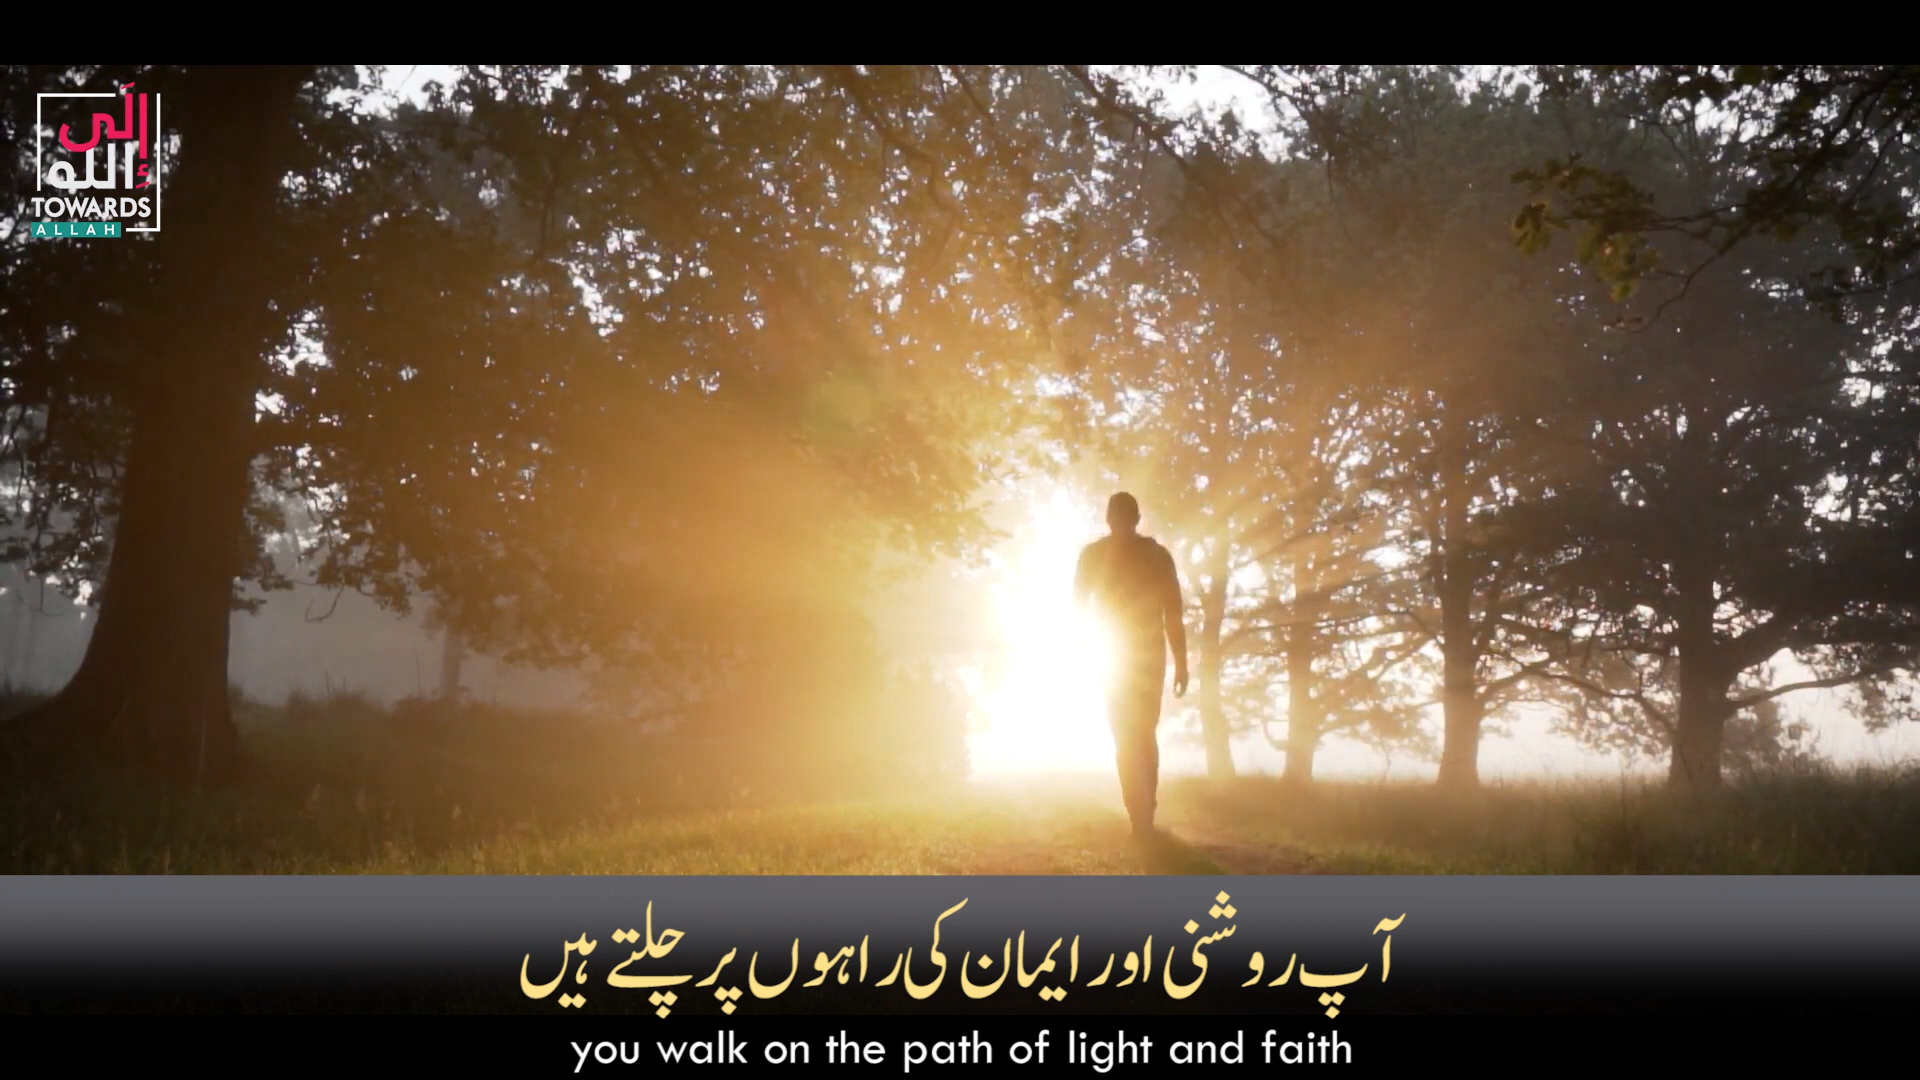 إِلَى
الله
TOWARDS
ALLAH
آپ روشنی اور ایمان کی راہوں پر چلتے ہیں
you walk on the path of light and faith